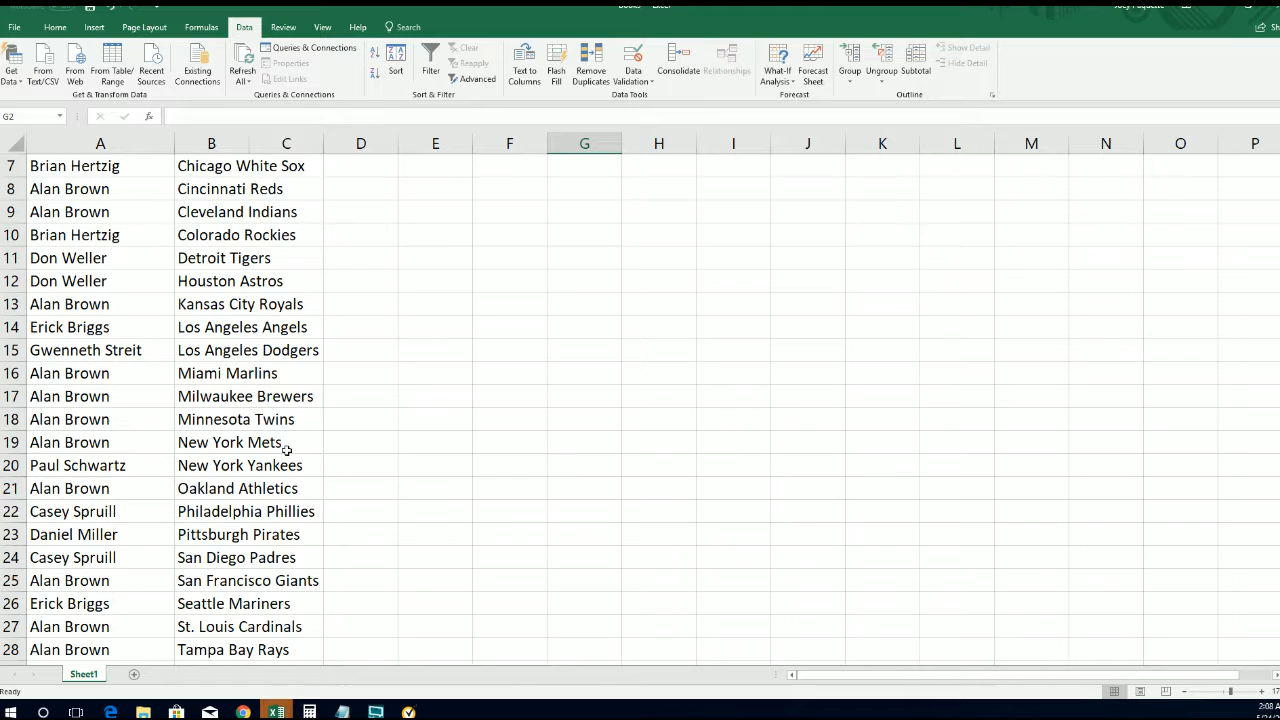 File Home Insert Page Layout Formulas Data Review View Help Search
Get Data From Text/CSV From Web From Table/ Range Recent Sources Existing Connections Refresh All Queries & Connections Properties Edit Links Sort Filter Clear Reapply Advanced Text to Columns Flash Fill Remove Duplicates Data Validation Consolidate Relationships What-If Analysis Forecast Sheet Group Ungroup Subtotal Show Detail Hide Detail
Get & Transform Data Queries & Connections Sort & Filter Data Tools Forecast Outline
G2 fx
A B C D E F G H I J K L M N O P
7 Brian Hertzig Chicago White Sox
8 Alan Brown Cincinnati Reds
9 Alan Brown Cleveland Indians
10 Brian Hertzig Colorado Rockies
11 Don Weller Detroit Tigers
12 Don Weller Houston Astros
13 Alan Brown Kansas City Royals
14 Erick Briggs Los Angeles Angels
15 Gwenneth Streit Los Angeles Dodgers
16 Alan Brown Miami Marlins
17 Alan Brown Milwaukee Brewers
18 Alan Brown Minnesota Twins
19 Alan Brown New York Mets
20 Paul Schwartz New York Yankees
21 Alan Brown Oakland Athletics
22 Casey Spruill Philadelphia Phillies
23 Daniel Miller Pittsburgh Pirates
24 Casey Spruill San Diego Padres
25 Alan Brown San Francisco Giants
26 Erick Briggs Seattle Mariners
27 Alan Brown St. Louis Cardinals
28 Alan Brown Tampa Bay Rays
Sheet1
Ready
2:08 A